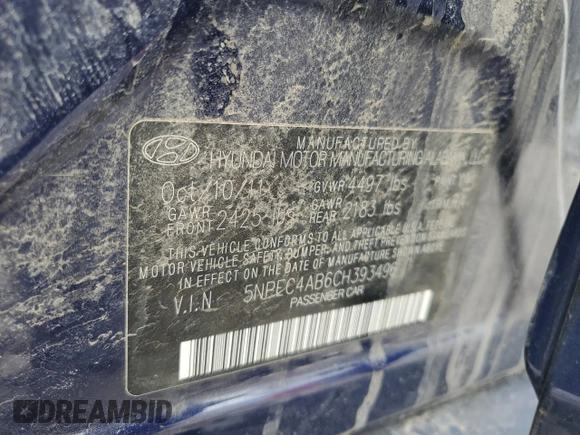 MANUFACTURED BY
HYUNDAI MOTOR MANUFACTURING ALABAMA, LLC
Oct/10/11 GVWR 4497 lbs
GAWR FRONT 2425 lbs GAWR REAR 2183 lbs
THIS VEHICLE CONFORMS TO ALL APPLICABLE FEDERAL
MOTOR VEHICLE SAFETY, BUMPER, AND THEFT PREVENTION STANDARDS
IN EFFECT ON THE DATE OF MANUFACTURE SHOWN ABOVE
V.I.N. 5NPEC4AB6CH393496
PASSENGER CAR
DREAMBID